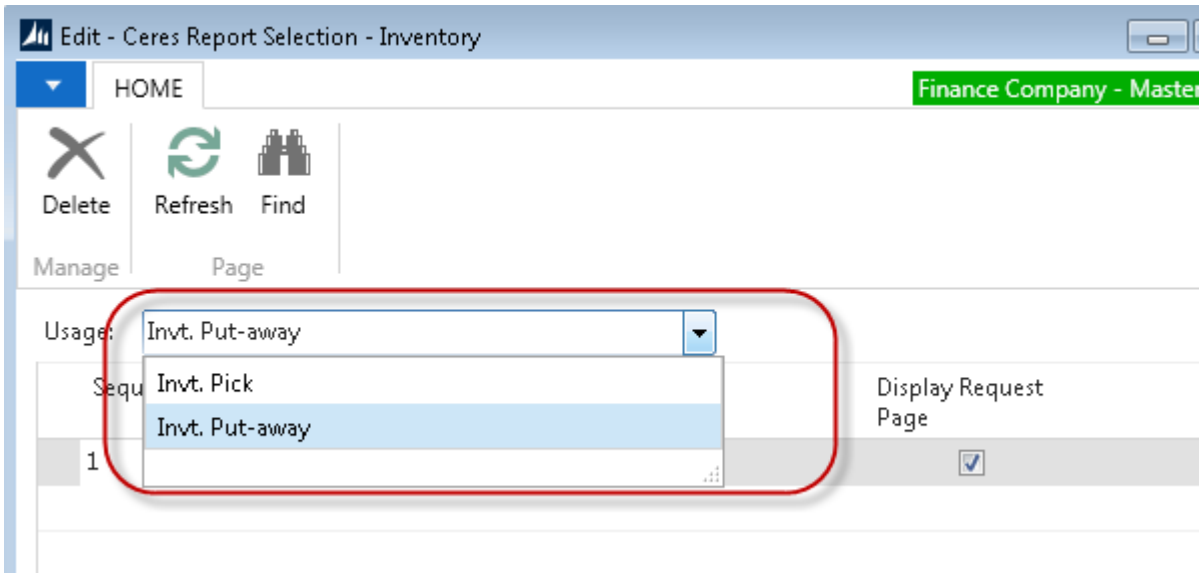 Edit - Ceres Report Selection - Inventory
HOME
Finance Company - Master
Delete
Refresh
Find
Manage
Page
Usage:
Invt. Put-away
Invt. Pick
Invt. Put-away
Sequ
Display Request
Page
1